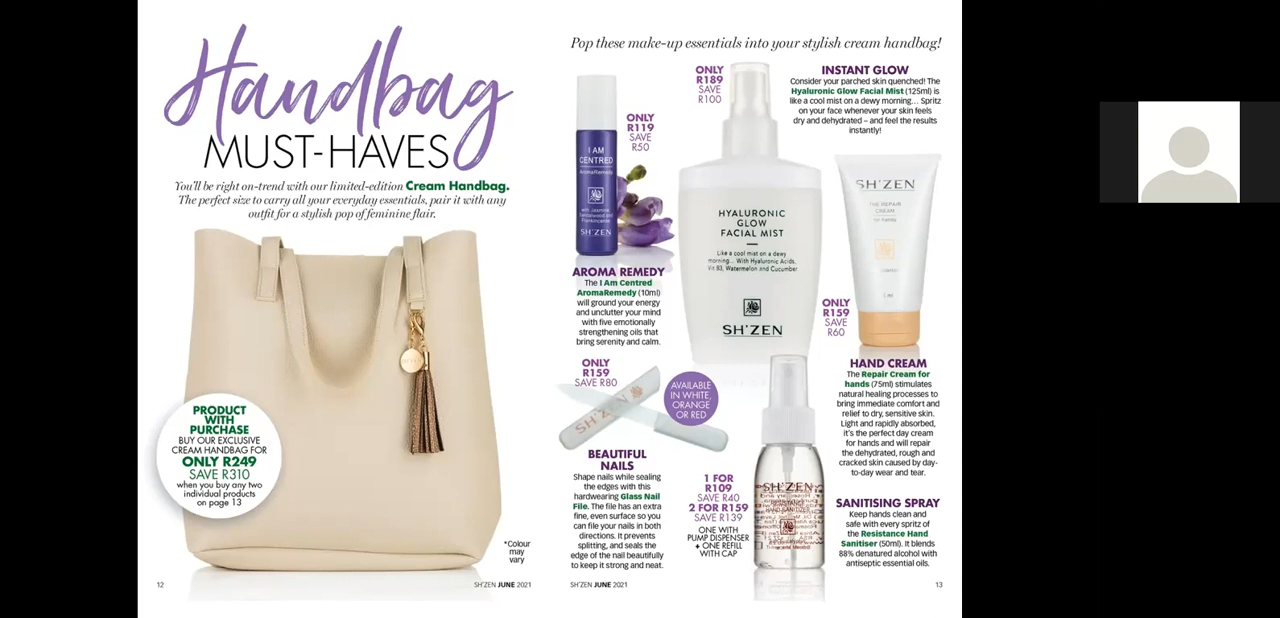 Handbag
MUST-HAVES
You'll be right on-trend with our limited-edition Cream Handbag.
The perfect size to carry all your everyday essentials, pair it with any
outfit for a stylish pop of feminine flair.
PRODUCT
WITH
PURCHASE
BUY OUR EXCLUSIVE
CREAM HANDBAG FOR
ONLY R249
SAVE R310
when you buy any two
individual products
on page 13
*Colour
may
vary
12
SH'ZEN JUNE 2021
Pop these make-up essentials into your stylish cream handbag!
ONLY
R119
SAVE
R50
I AM
CENTRED
AromaRemedy
with Jasmine,
Sandalwood and
Frankincense
SH'ZEN
AROMA REMEDY
The I Am Centred
AromaRemedy (10ml)
will ground your energy
and unclutter your mind
with five emotionally
strengthening oils that
bring serenity and calm.
ONLY
R189
SAVE
R100
HYALURONIC
GLOW
FACIAL MIST
Like a cool mist on a dewy
morning... With Hyaluronic Acids,
Vit B3, Watermelon and Cucumber
SH'ZEN
INSTANT GLOW
Consider your parched skin quenched! The
Hyaluronic Glow Facial Mist (125ml) is
like a cool mist on a dewy morning... Spritz
on your face whenever your skin feels
dry and dehydrated – and feel the results
instantly!
SH'ZEN
THE REPAIR
CREAM
for hands
ONLY
R159
SAVE
R60
HAND CREAM
The Repair Cream for
hands (75ml) stimulates
natural healing processes to
bring immediate comfort and
relief to dry, sensitive skin.
Light and rapidly absorbed,
it's the perfect day cream
for hands and will repair
the dehydrated, rough and
cracked skin caused by day-
to-day wear and tear.
ONLY
R159
SAVE R80
SH'ZEN
AVAILABLE
IN WHITE,
ORANGE
OR RED
BEAUTIFUL
NAILS
Shape nails while sealing
the edges with this
hardwearing Glass Nail
File. The file has an extra
fine, even surface so you
can file your nails in both
directions. It prevents
splitting, and seals the
edge of the nail beautifully
to keep it strong and neat.
1 FOR
R109
SAVE R40
2 FOR R159
SAVE R139
ONE WITH
PUMP DISPENSER
+ ONE REFILL
WITH CAP
SH'ZEN
SANITISING SPRAY
Keep hands clean and
safe with every spritz of
the Resistance Hand
Sanitiser (50ml). It blends
88% denatured alcohol with
antiseptic essential oils.
SH'ZEN JUNE 2021
13